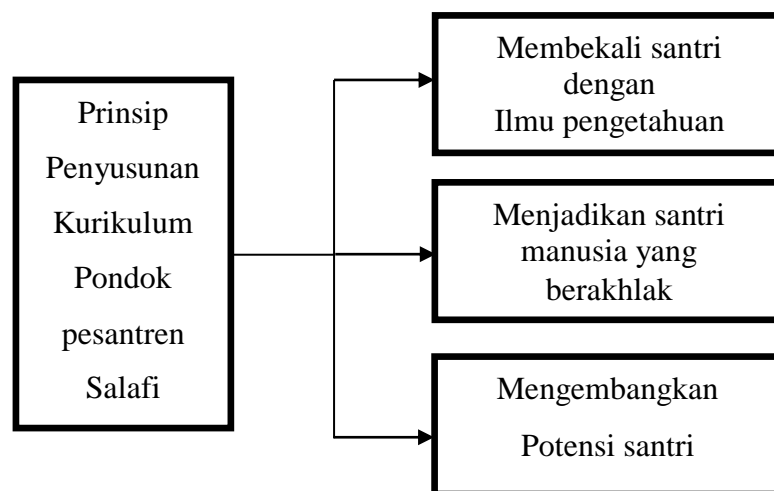 Prinsip
Penyusunan
Kurikulum
Pondok
pesantren
Salafi
Membekali santri
dengan
Ilmu pengetahuan
Menjadikan santri
manusia yang
berakhlak
Mengembangkan
Potensi santri